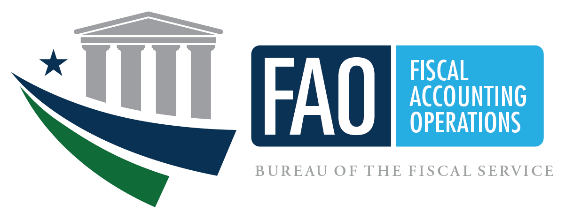 FAO
FISCAL
ACCOUNTING
OPERATIONS
BUREAU OF THE FISCAL SERVICE